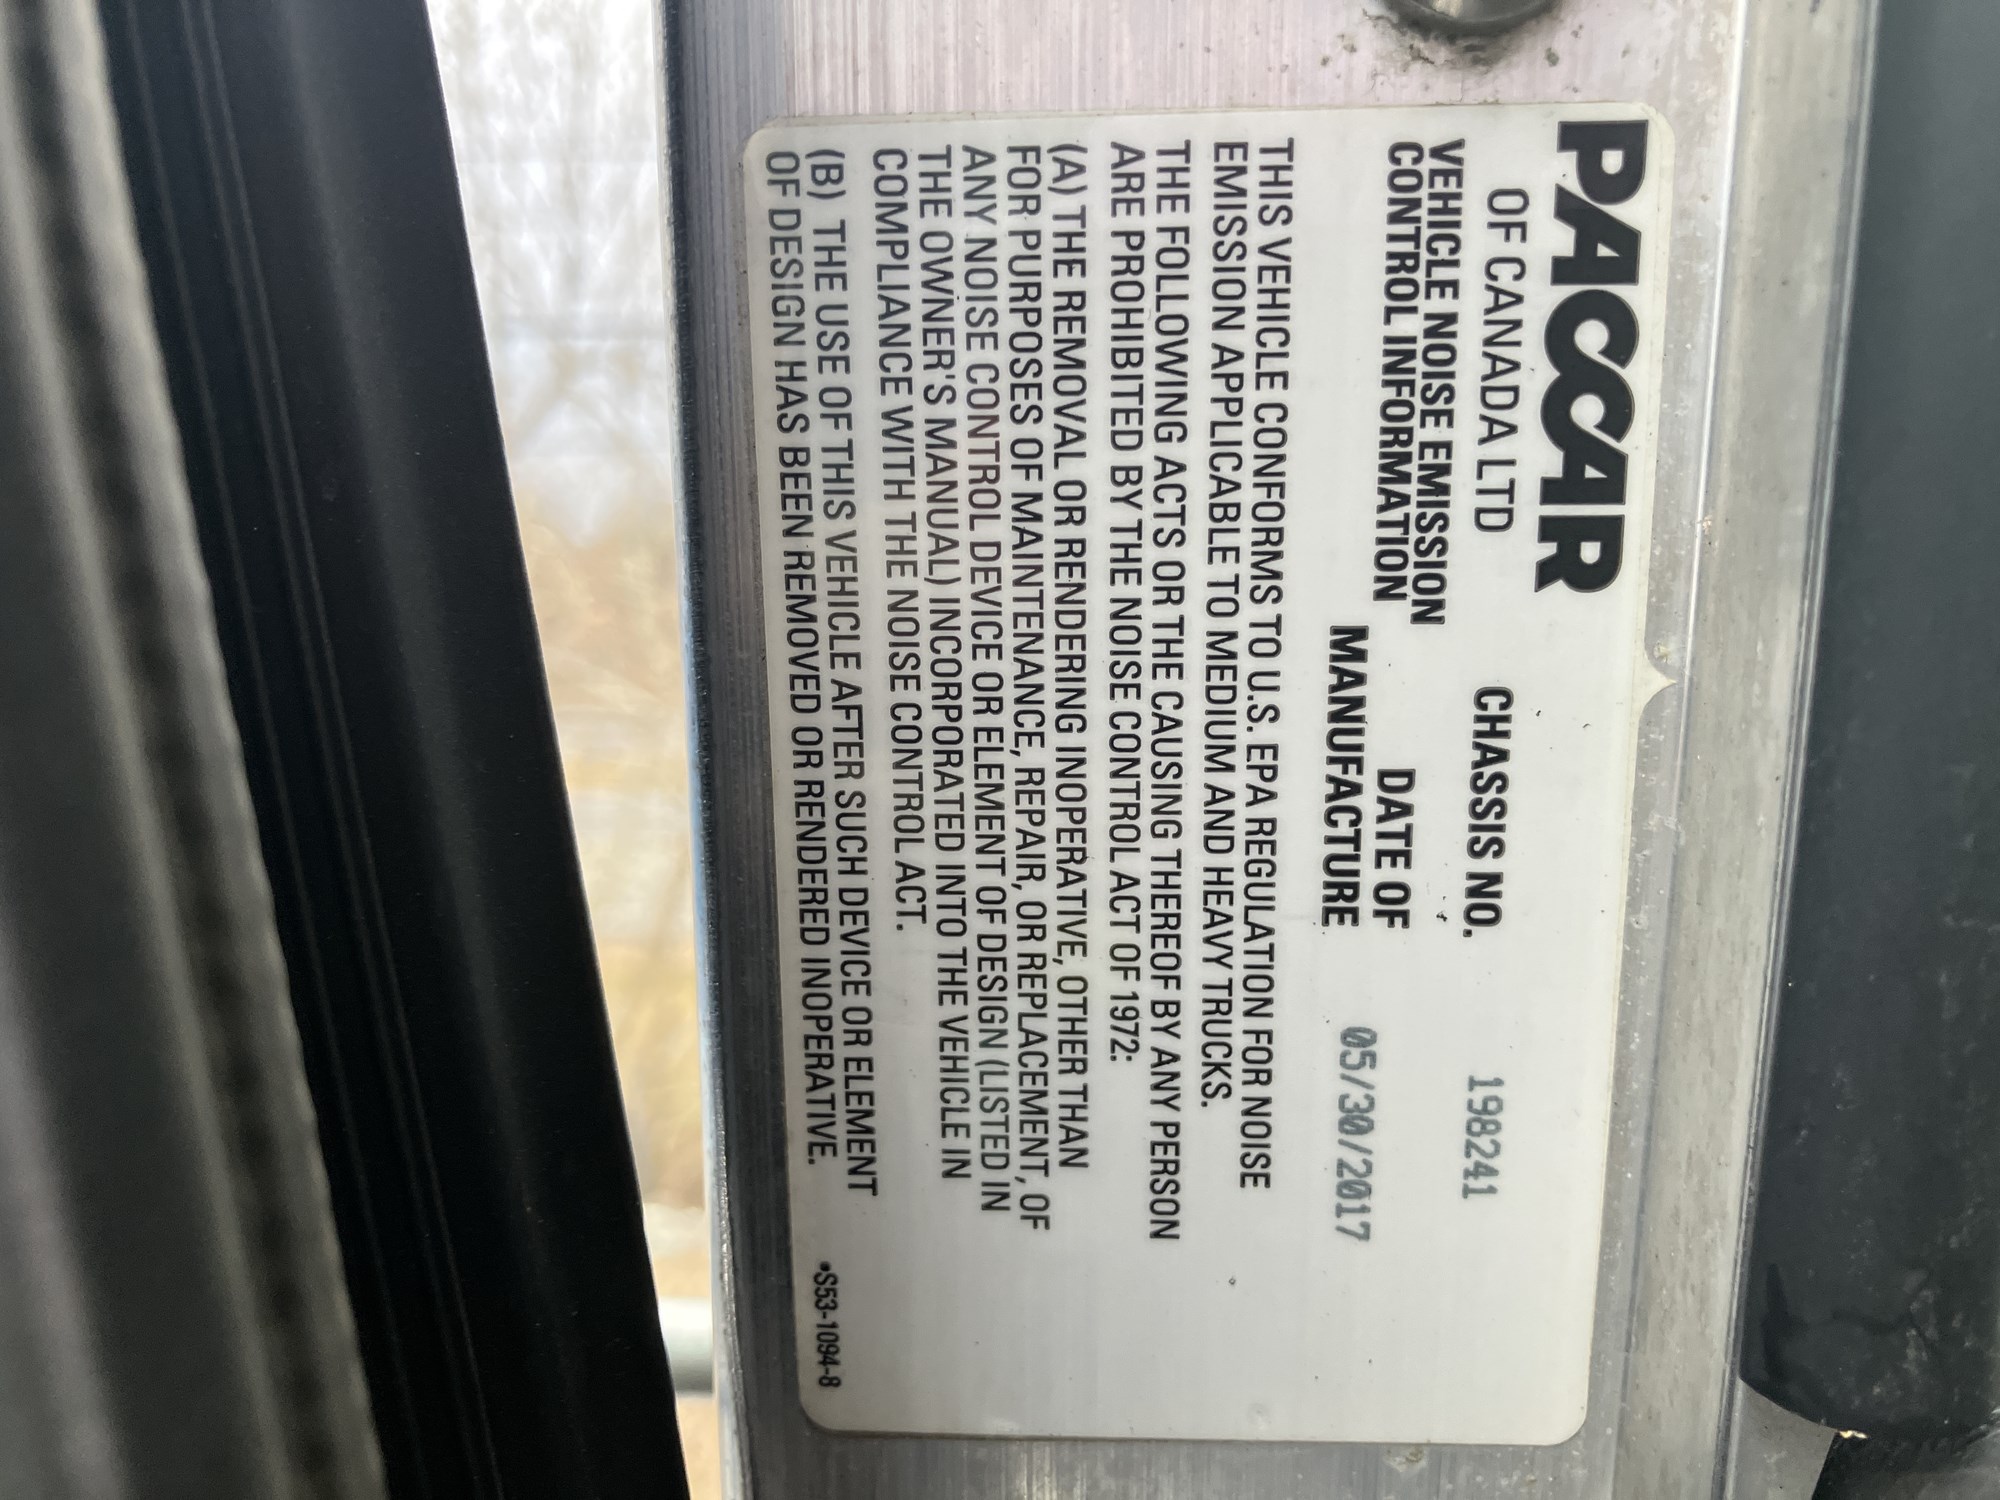 PACCAR
OF CANADA LTD
CHASSIS NO. 198241
VEHICLE NOISE EMISSION
CONTROL INFORMATION
DATE OF
MANUFACTURE 05/30/2017
THIS VEHICLE CONFORMS TO U.S. EPA REGULATION FOR NOISE
EMISSION APPLICABLE TO MEDIUM AND HEAVY TRUCKS.
THE FOLLOWING ACTS OR THE CAUSING THEREOF BY ANY PERSON
ARE PROHIBITED BY THE NOISE CONTROL ACT OF 1972:
(A) THE REMOVAL OR RENDERING INOPERATIVE, OTHER THAN
FOR PURPOSES OF MAINTENANCE, REPAIR, OR REPLACEMENT, OF
ANY NOISE CONTROL DEVICE OR ELEMENT OF DESIGN (LISTED IN
THE OWNER'S MANUAL) INCORPORATED INTO THE VEHICLE IN
COMPLIANCE WITH THE NOISE CONTROL ACT.
(B) THE USE OF THIS VEHICLE AFTER SUCH DEVICE OR ELEMENT
OF DESIGN HAS BEEN REMOVED OR RENDERED INOPERATIVE.
•S53-1094-8